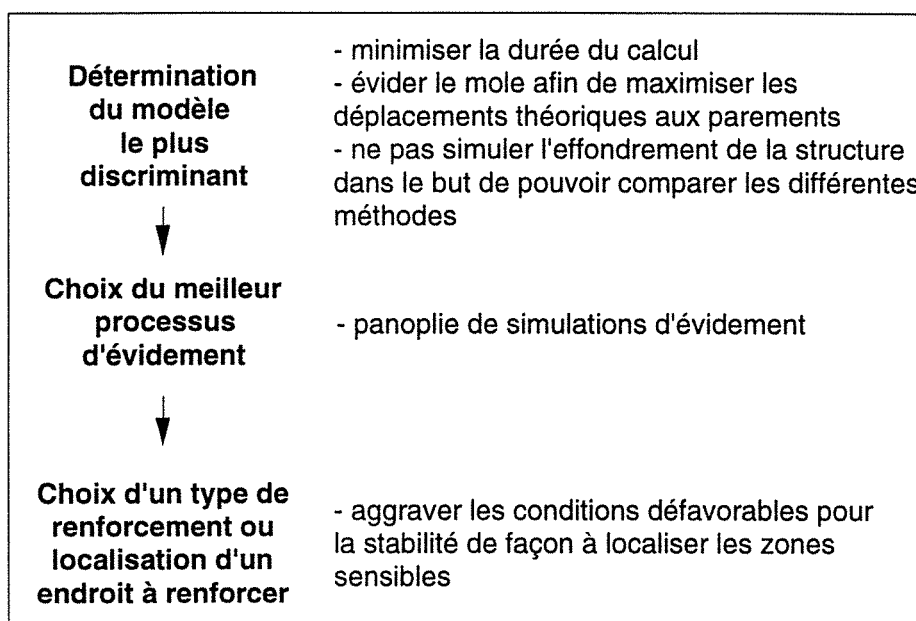 Détermination
du modèle
le plus
discriminant
- minimiser la durée du calcul
- évider le mole afin de maximiser les
déplacements théoriques aux parements
- ne pas simuler l'effondrement de la structure
dans le but de pouvoir comparer les différentes
méthodes
Choix du meilleur
processus
d'évidement
- panoplie de simulations d'évidement
Choix d'un type de
renforcement ou
localisation d'un
endroit à renforcer
- aggraver les conditions défavorables pour
la stabilité de façon à localiser les zones
sensibles